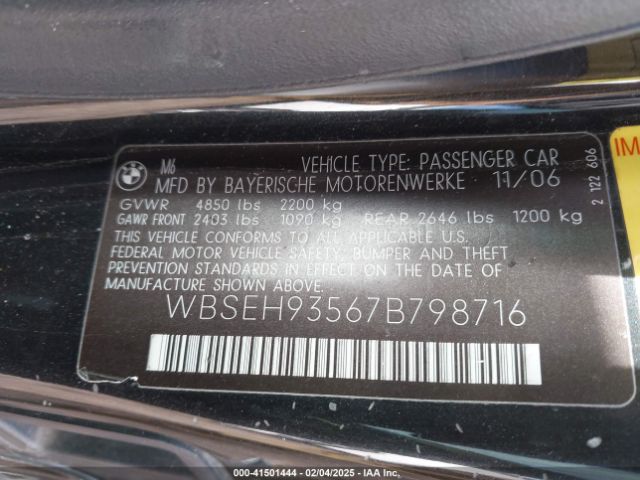 BMW
M6
VEHICLE TYPE: PASSENGER CAR
MFD BY BAYERISCHE MOTORENWERKE 11/06
GVWR 4850 lbs 2200 kg
GAWR FRONT 2403 lbs 1090 kg REAR 2646 lbs 1200 kg
THIS VEHICLE CONFORMS TO ALL APPLICABLE U.S.
FEDERAL MOTOR VEHICLE SAFETY, BUMPER AND THEFT
PREVENTION STANDARDS IN EFFECT ON THE DATE OF
MANUFACTURE SHOWN ABOVE.
WBSEH93567B798716
2 122 606
IM
000-41501444 - 02/04/2025 - IAA Inc.